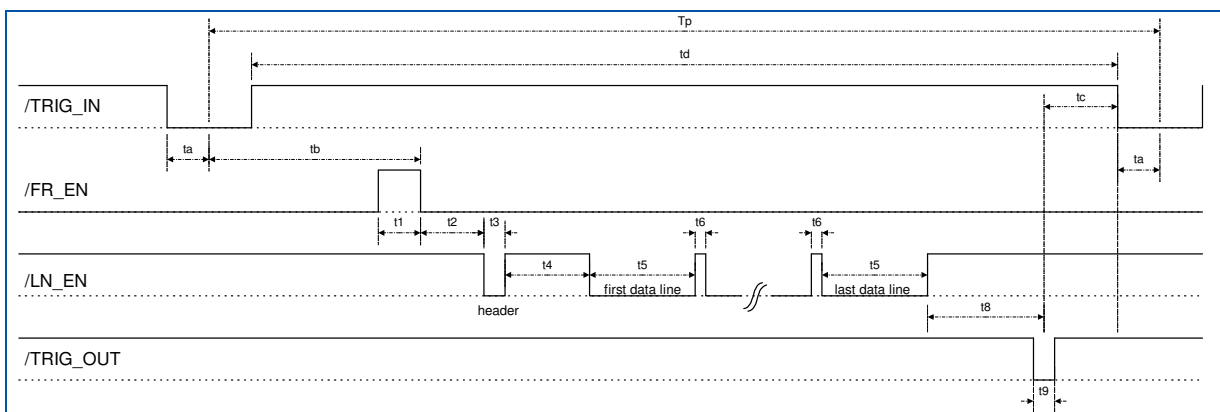 Tp
td
/TRIG_IN
tc
ta
tb
ta
/FR_EN
t1
t2
t3
t6
t6
/LN_EN
t4
t5
t5
first data line
last data line
header
t8
/TRIG_OUT
t9